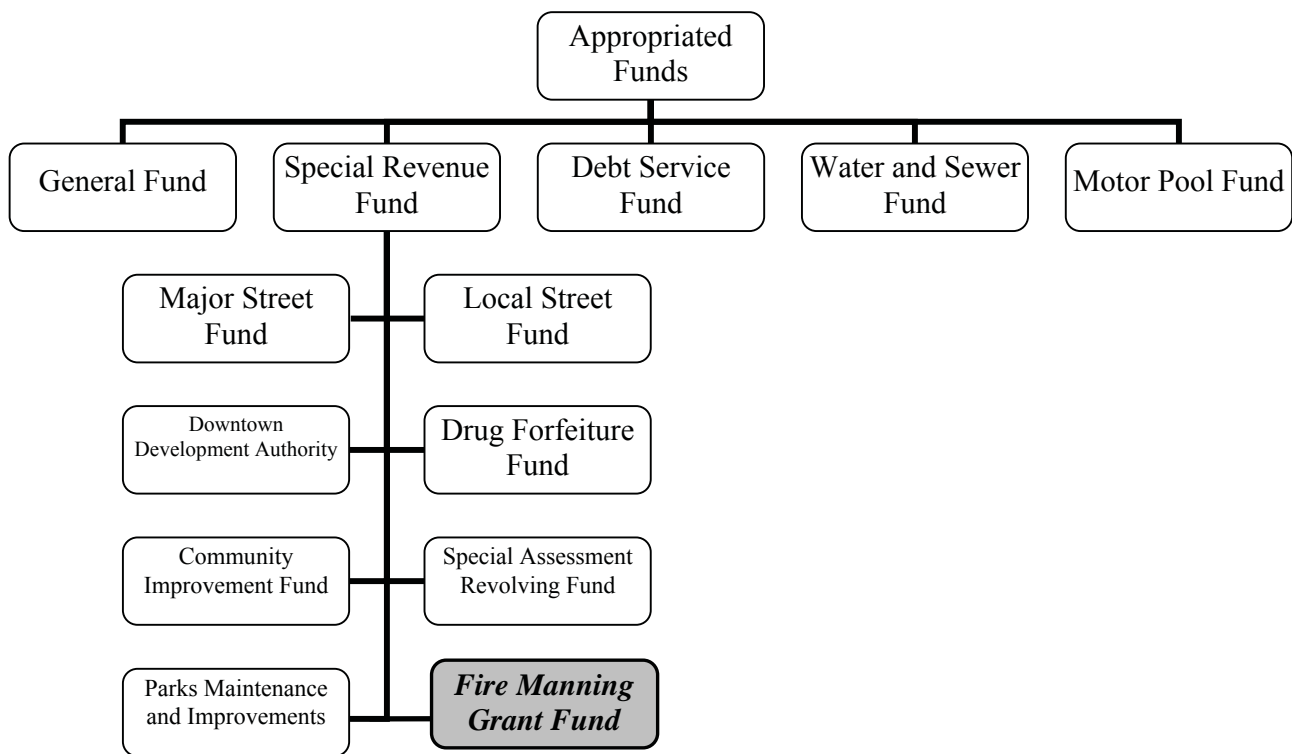 Appropriated
Funds
General Fund
Special Revenue
Fund
Debt Service
Fund
Water and Sewer
Fund
Motor Pool Fund
Major Street
Fund
Local Street
Fund
Downtown
Development Authority
Drug Forfeiture
Fund
Community
Improvement Fund
Special Assessment
Revolving Fund
Parks Maintenance
and Improvements
Fire Manning
Grant Fund